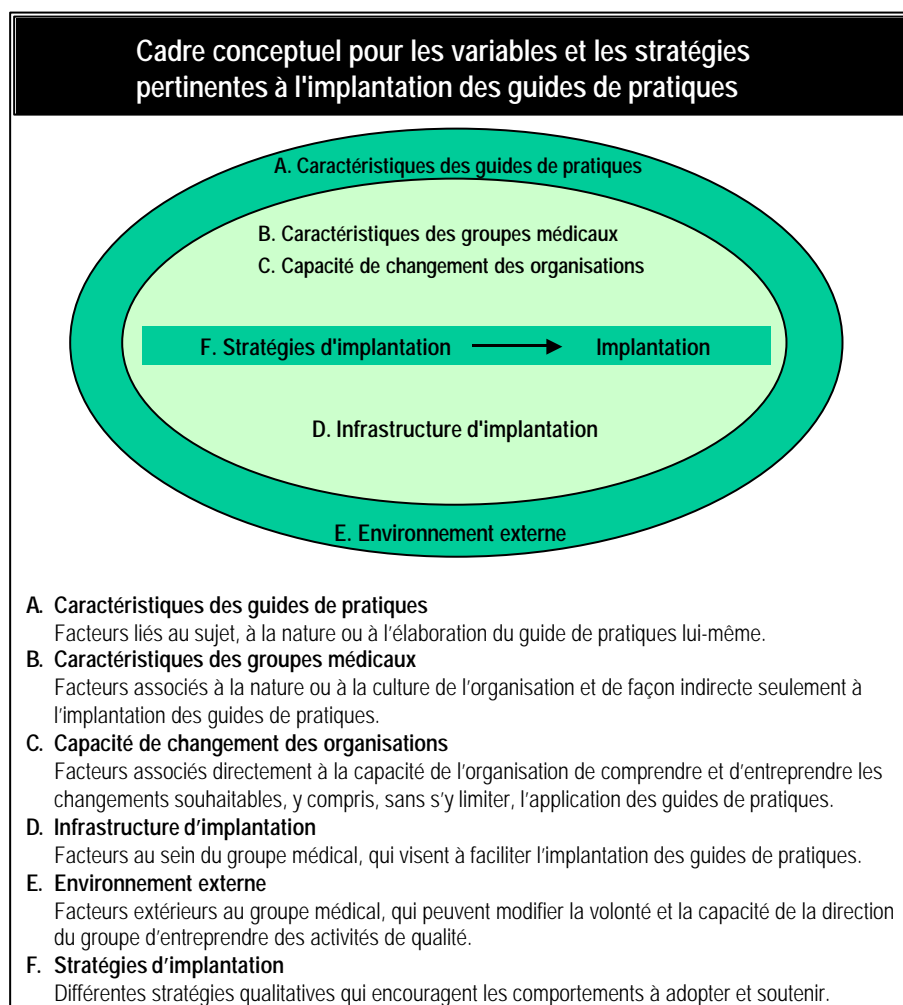 Cadre conceptuel pour les variables et les stratégies
pertinentes à l'implantation des guides de pratiques
A. Caractéristiques des guides de pratiques
B. Caractéristiques des groupes médicaux
C. Capacité de changement des organisations
F. Stratégies d'implantation Implantation
D. Infrastructure d'implantation
E. Environnement externe
A. Caractéristiques des guides de pratiques
Facteurs liés au sujet, à la nature ou à l'élaboration du guide de pratiques lui-même.
B. Caractéristiques des groupes médicaux
Facteurs associés à la nature ou à la culture de l'organisation et de façon indirecte seulement à
l'implantation des guides de pratiques.
C. Capacité de changement des organisations
Facteurs associés directement à la capacité de l'organisation de comprendre et d'entreprendre les
changements souhaitables, y compris, sans s'y limiter, l'application des guides de pratiques.
D. Infrastructure d'implantation
Facteurs au sein du groupe médical, qui visent à faciliter l'implantation des guides de pratiques.
E. Environnement externe
Facteurs extérieurs au groupe médical, qui peuvent modifier la volonté et la capacité de la direction
du groupe d'entreprendre des activités de qualité.
F. Stratégies d'implantation
Différentes stratégies qualitatives qui encouragent les comportements à adopter et soutenir.